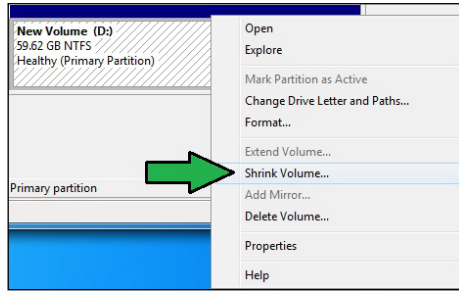 New Volume (D:)
59.62 GB NTFS
Healthy (Primary Partition)
Primary partition
Open
Explore
Mark Partition as Active
Change Drive Letter and Paths...
Format...
Extend Volume...
Shrink Volume...
Add Mirror...
Delete Volume...
Properties
Help